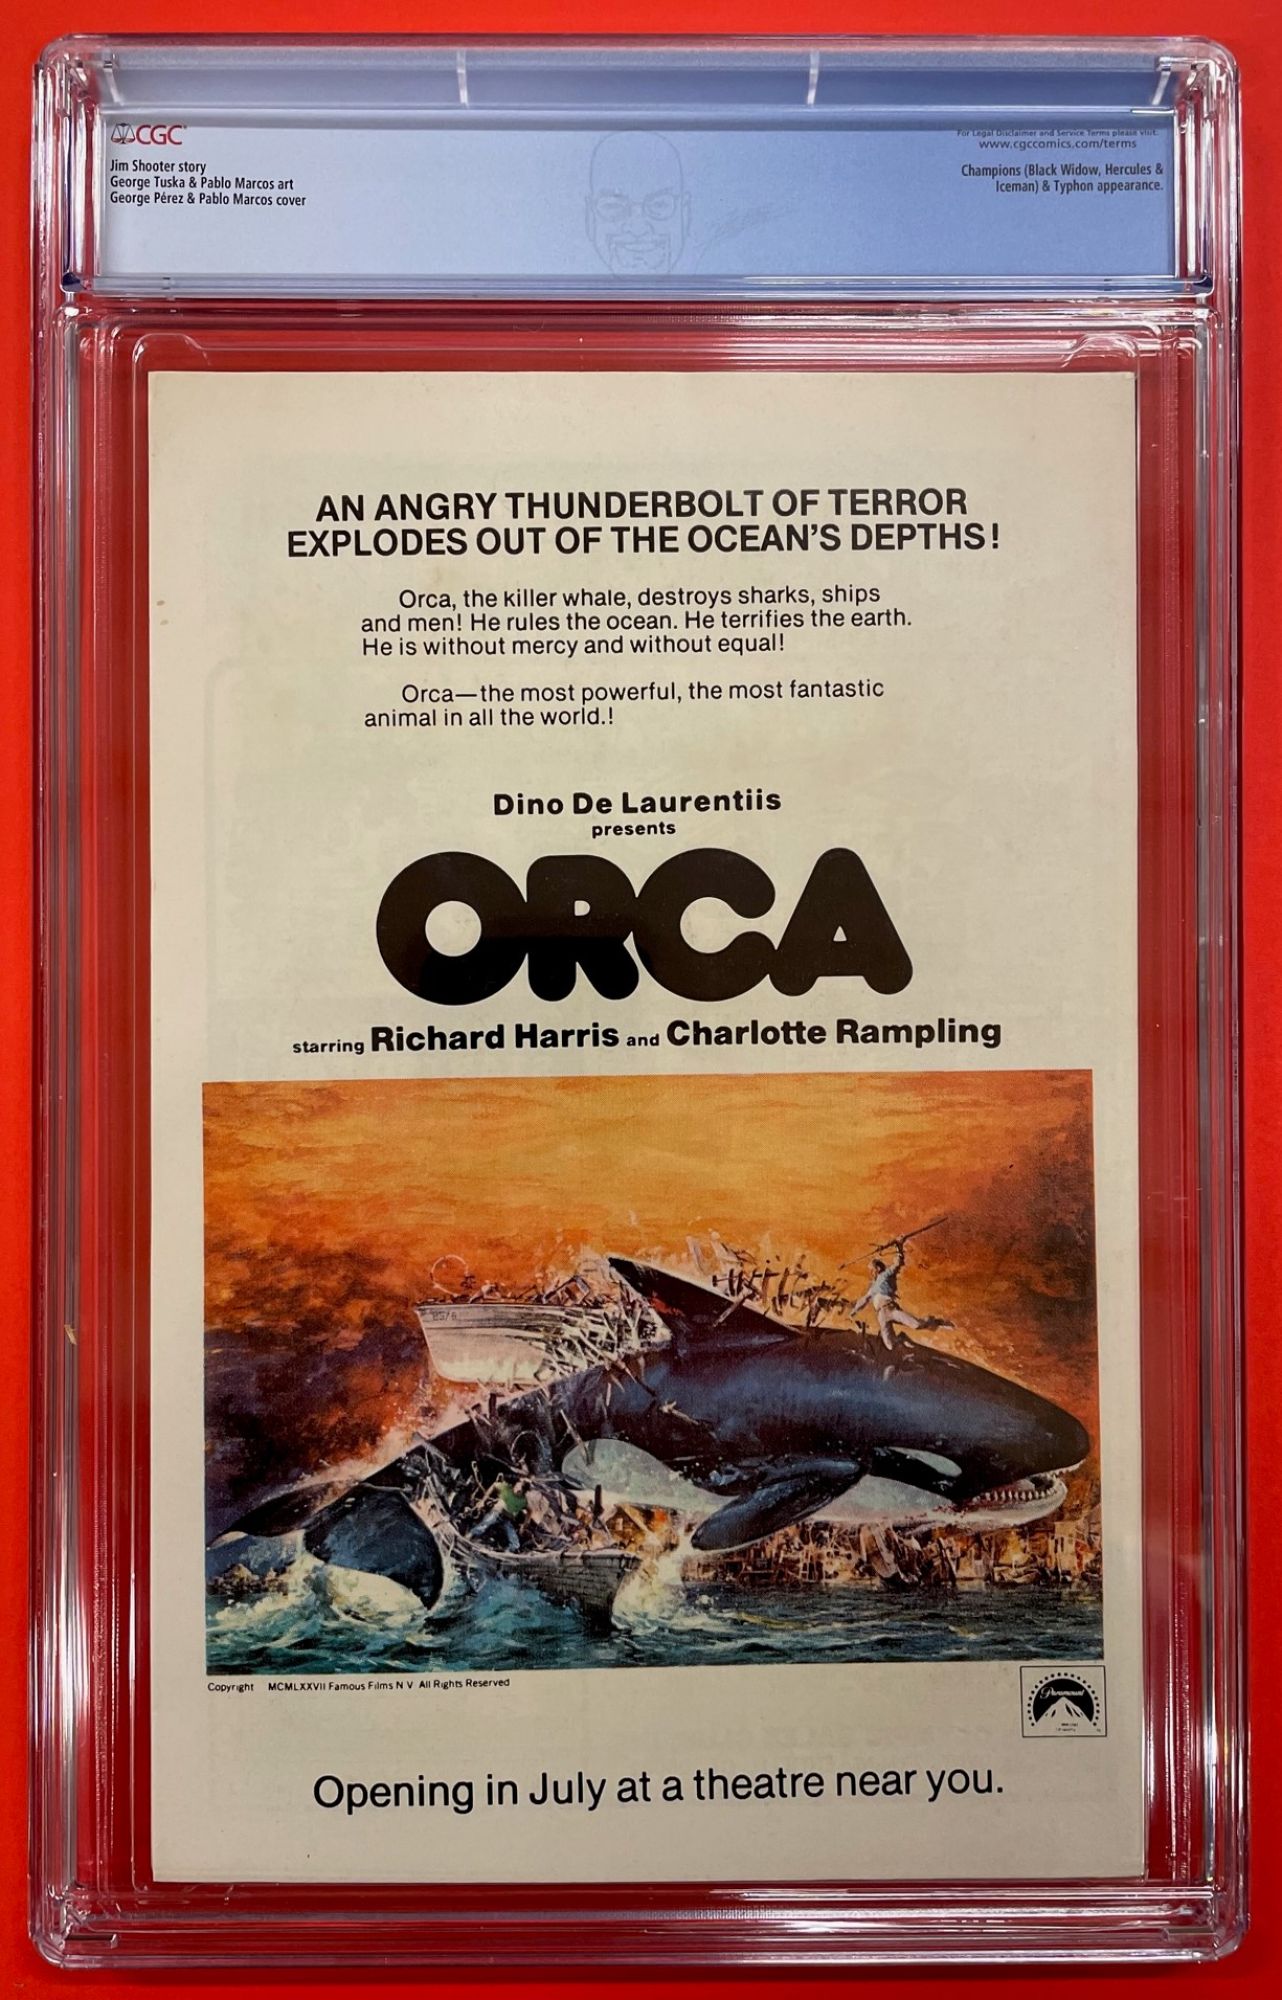 CGC
Jim Shooter story
George Tuska & Pablo Marcos art
George Pérez & Pablo Marcos cover
For Legal Disclaimer and Service Terms please visit:
www.cgccomics.com/terms
Champions (Black Widow, Hercules &
Iceman) & Typhon appearance.
AN ANGRY THUNDERBOLT OF TERROR
EXPLODES OUT OF THE OCEAN'S DEPTHS!
Orca, the killer whale, destroys sharks, ships
and men! He rules the ocean. He terrifies the earth.
He is without mercy and without equal!
Orca—the most powerful, the most fantastic
animal in all the world.!
Dino De Laurentiis
presents
ORCA
starring Richard Harris and Charlotte Rampling
Copyright MCMLXXVII Famous Films N V All Rights Reserved
Paramount
Opening in July at a theatre near you.